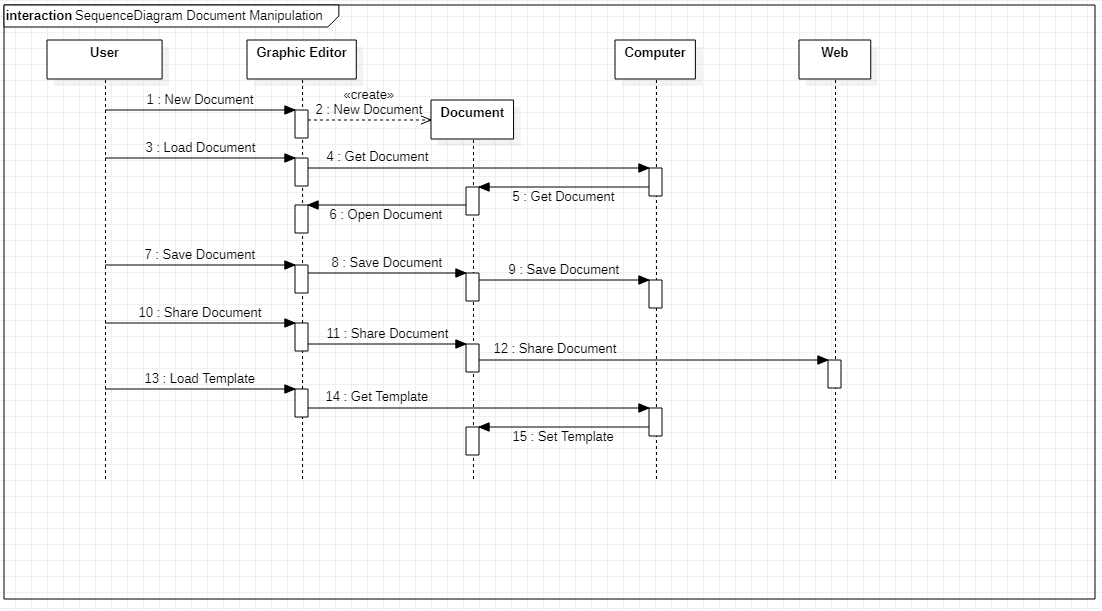 interaction SequenceDiagram Document Manipulation
User
Graphic Editor
Computer
Web
«create»
1 : New Document
2 : New Document
Document
3 : Load Document
4 : Get Document
5 : Get Document
6 : Open Document
7 : Save Document
8 : Save Document
9 : Save Document
10 : Share Document
11 : Share Document
12 : Share Document
13 : Load Template
14 : Get Template
15 : Set Template